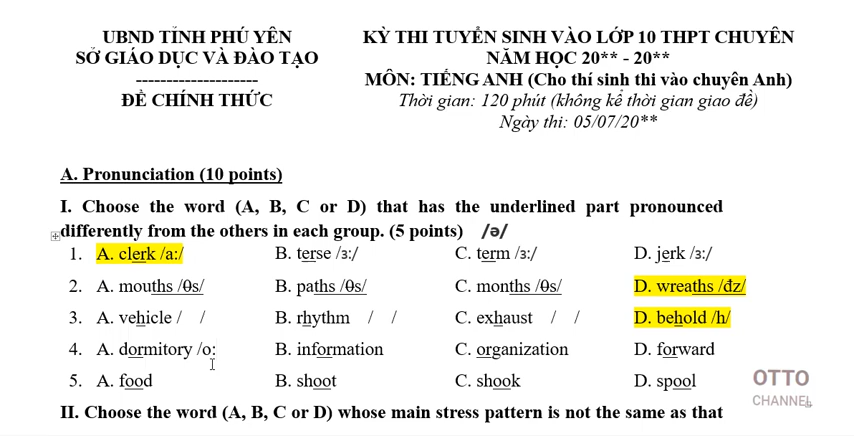 UBND TỈNH PHÚ YÊN
SỞ GIÁO DỤC VÀ ĐÀO TẠO
--------------------
ĐỀ CHÍNH THỨC
KỲ THI TUYỂN SINH VÀO LỚP 10 THPT CHUYÊN
NĂM HỌC 20** - 20**
MÔN: TIẾNG ANH (Cho thí sinh thi vào chuyên Anh)
Thời gian: 120 phút (không kể thời gian giao đề)
Ngày thi: 05/07/20**
A. Pronunciation (10 points)
I. Choose the word (A, B, C or D) that has the underlined part pronounced
differently from the others in each group. (5 points) /ə/
1. A. clerk /a:/ B. terse /ɜ:/ C. term /ɜ:/ D. jerk /ɜ:/
2. A. mouths /θs/ B. paths /θs/ C. months /θs/ D. wreaths /đz/
3. A. vehicle / / B. rhythm / / C. exhaust / / D. behold /h/
4. A. dormitory /o: B. information C. organization D. forward
5. A. food B. shoot C. shook D. spool
II. Choose the word (A, B, C or D) whose main stress pattern is not the same as that
OTTO
CHANNEL